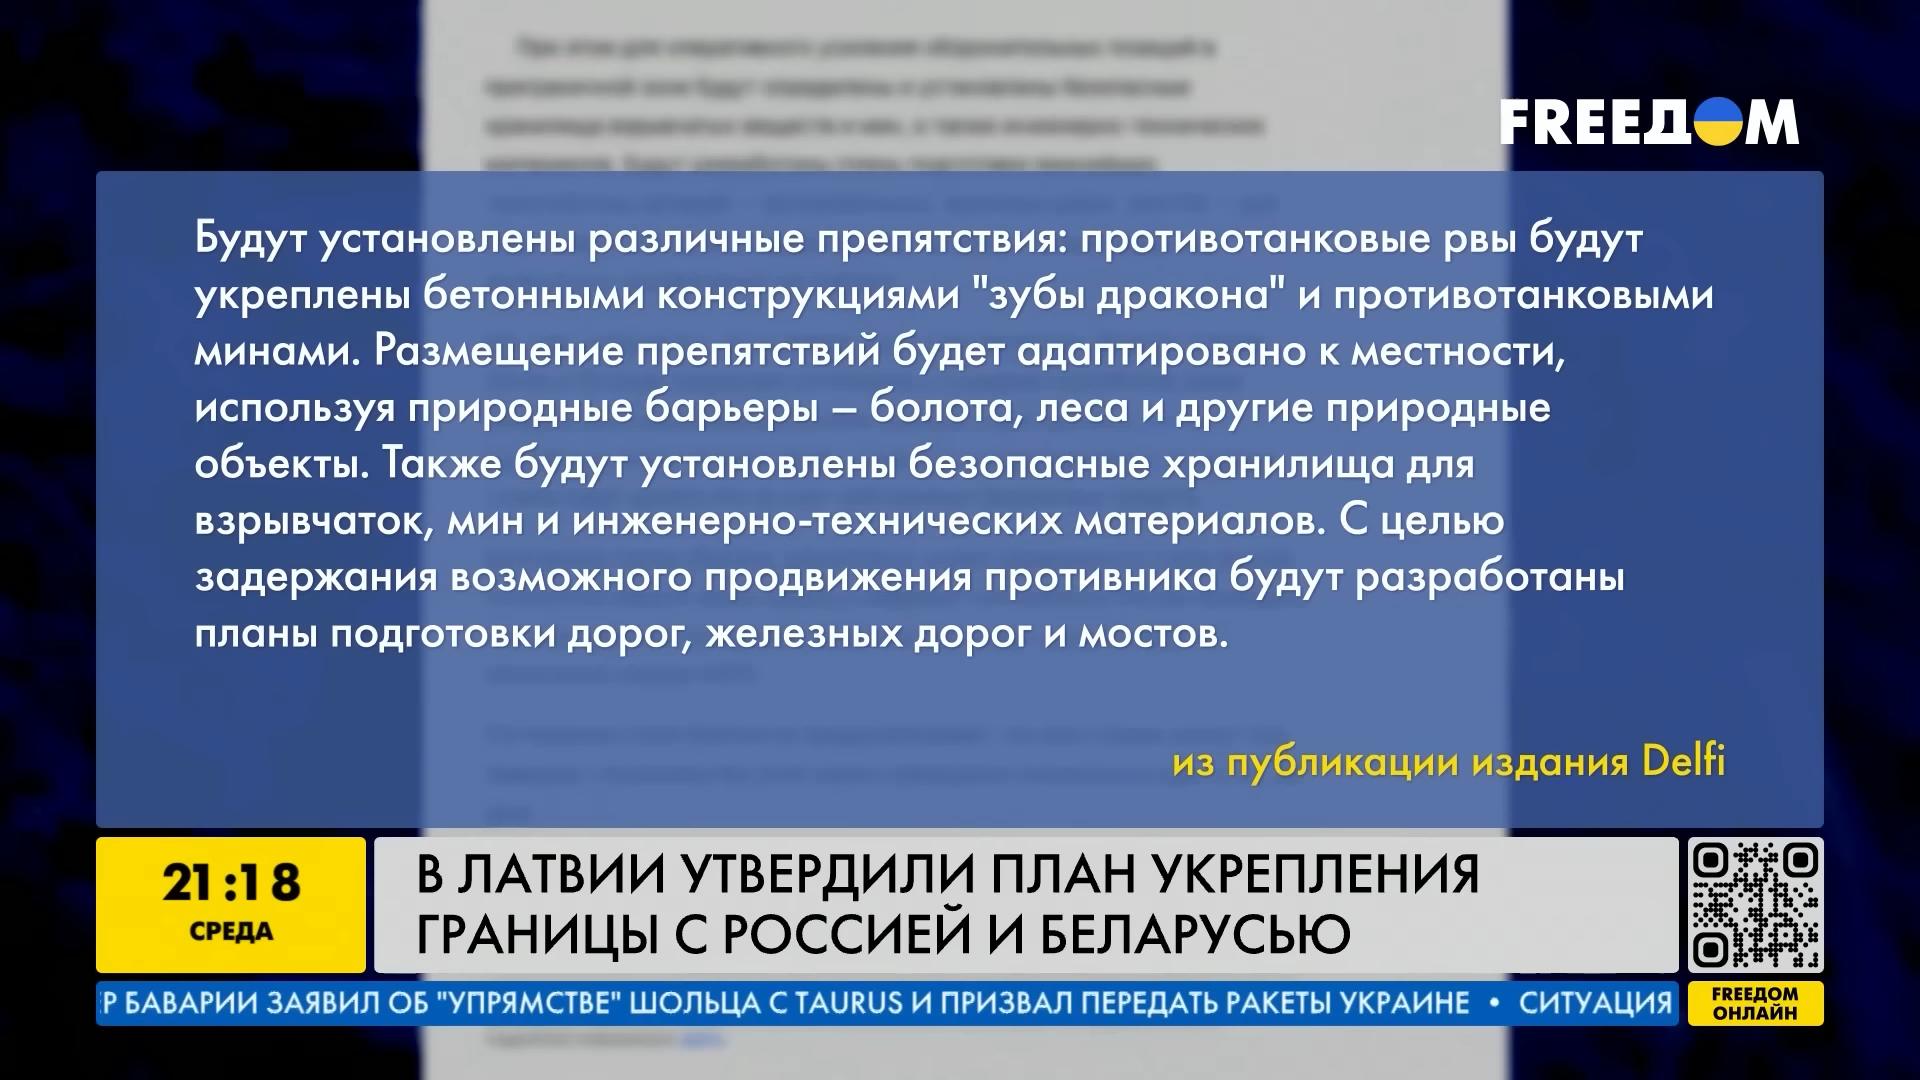 FREEДОМ
Будут установлены различные препятствия: противотанковые рвы будут
укреплены бетонными конструкциями "зубы дракона" и противотанковыми
минами. Размещение препятствий будет адаптировано к местности,
используя природные барьеры – болота, леса и другие природные
объекты. Также будут установлены безопасные хранилища для
взрывчаток, мин и инженерно-технических материалов. С целью
задержания возможного продвижения противника будут разработаны
планы подготовки дорог, железных дорог и мостов.
из публикации издания Delfi
21:18
СРЕДА
В ЛАТВИИ УТВЕРДИЛИ ПЛАН УКРЕПЛЕНИЯ
ГРАНИЦЫ С РОССИЕЙ И БЕЛАРУСЬЮ
БАВАРИИ ЗАЯВИЛ ОБ "УПРЯМСТВЕ" ШОЛЬЦА С TAURUS И ПРИЗВАЛ ПЕРЕДАТЬ РАКЕТЫ УКРАИНЕ • СИТУАЦИЯ
FREEДОМ
ОНЛАЙН